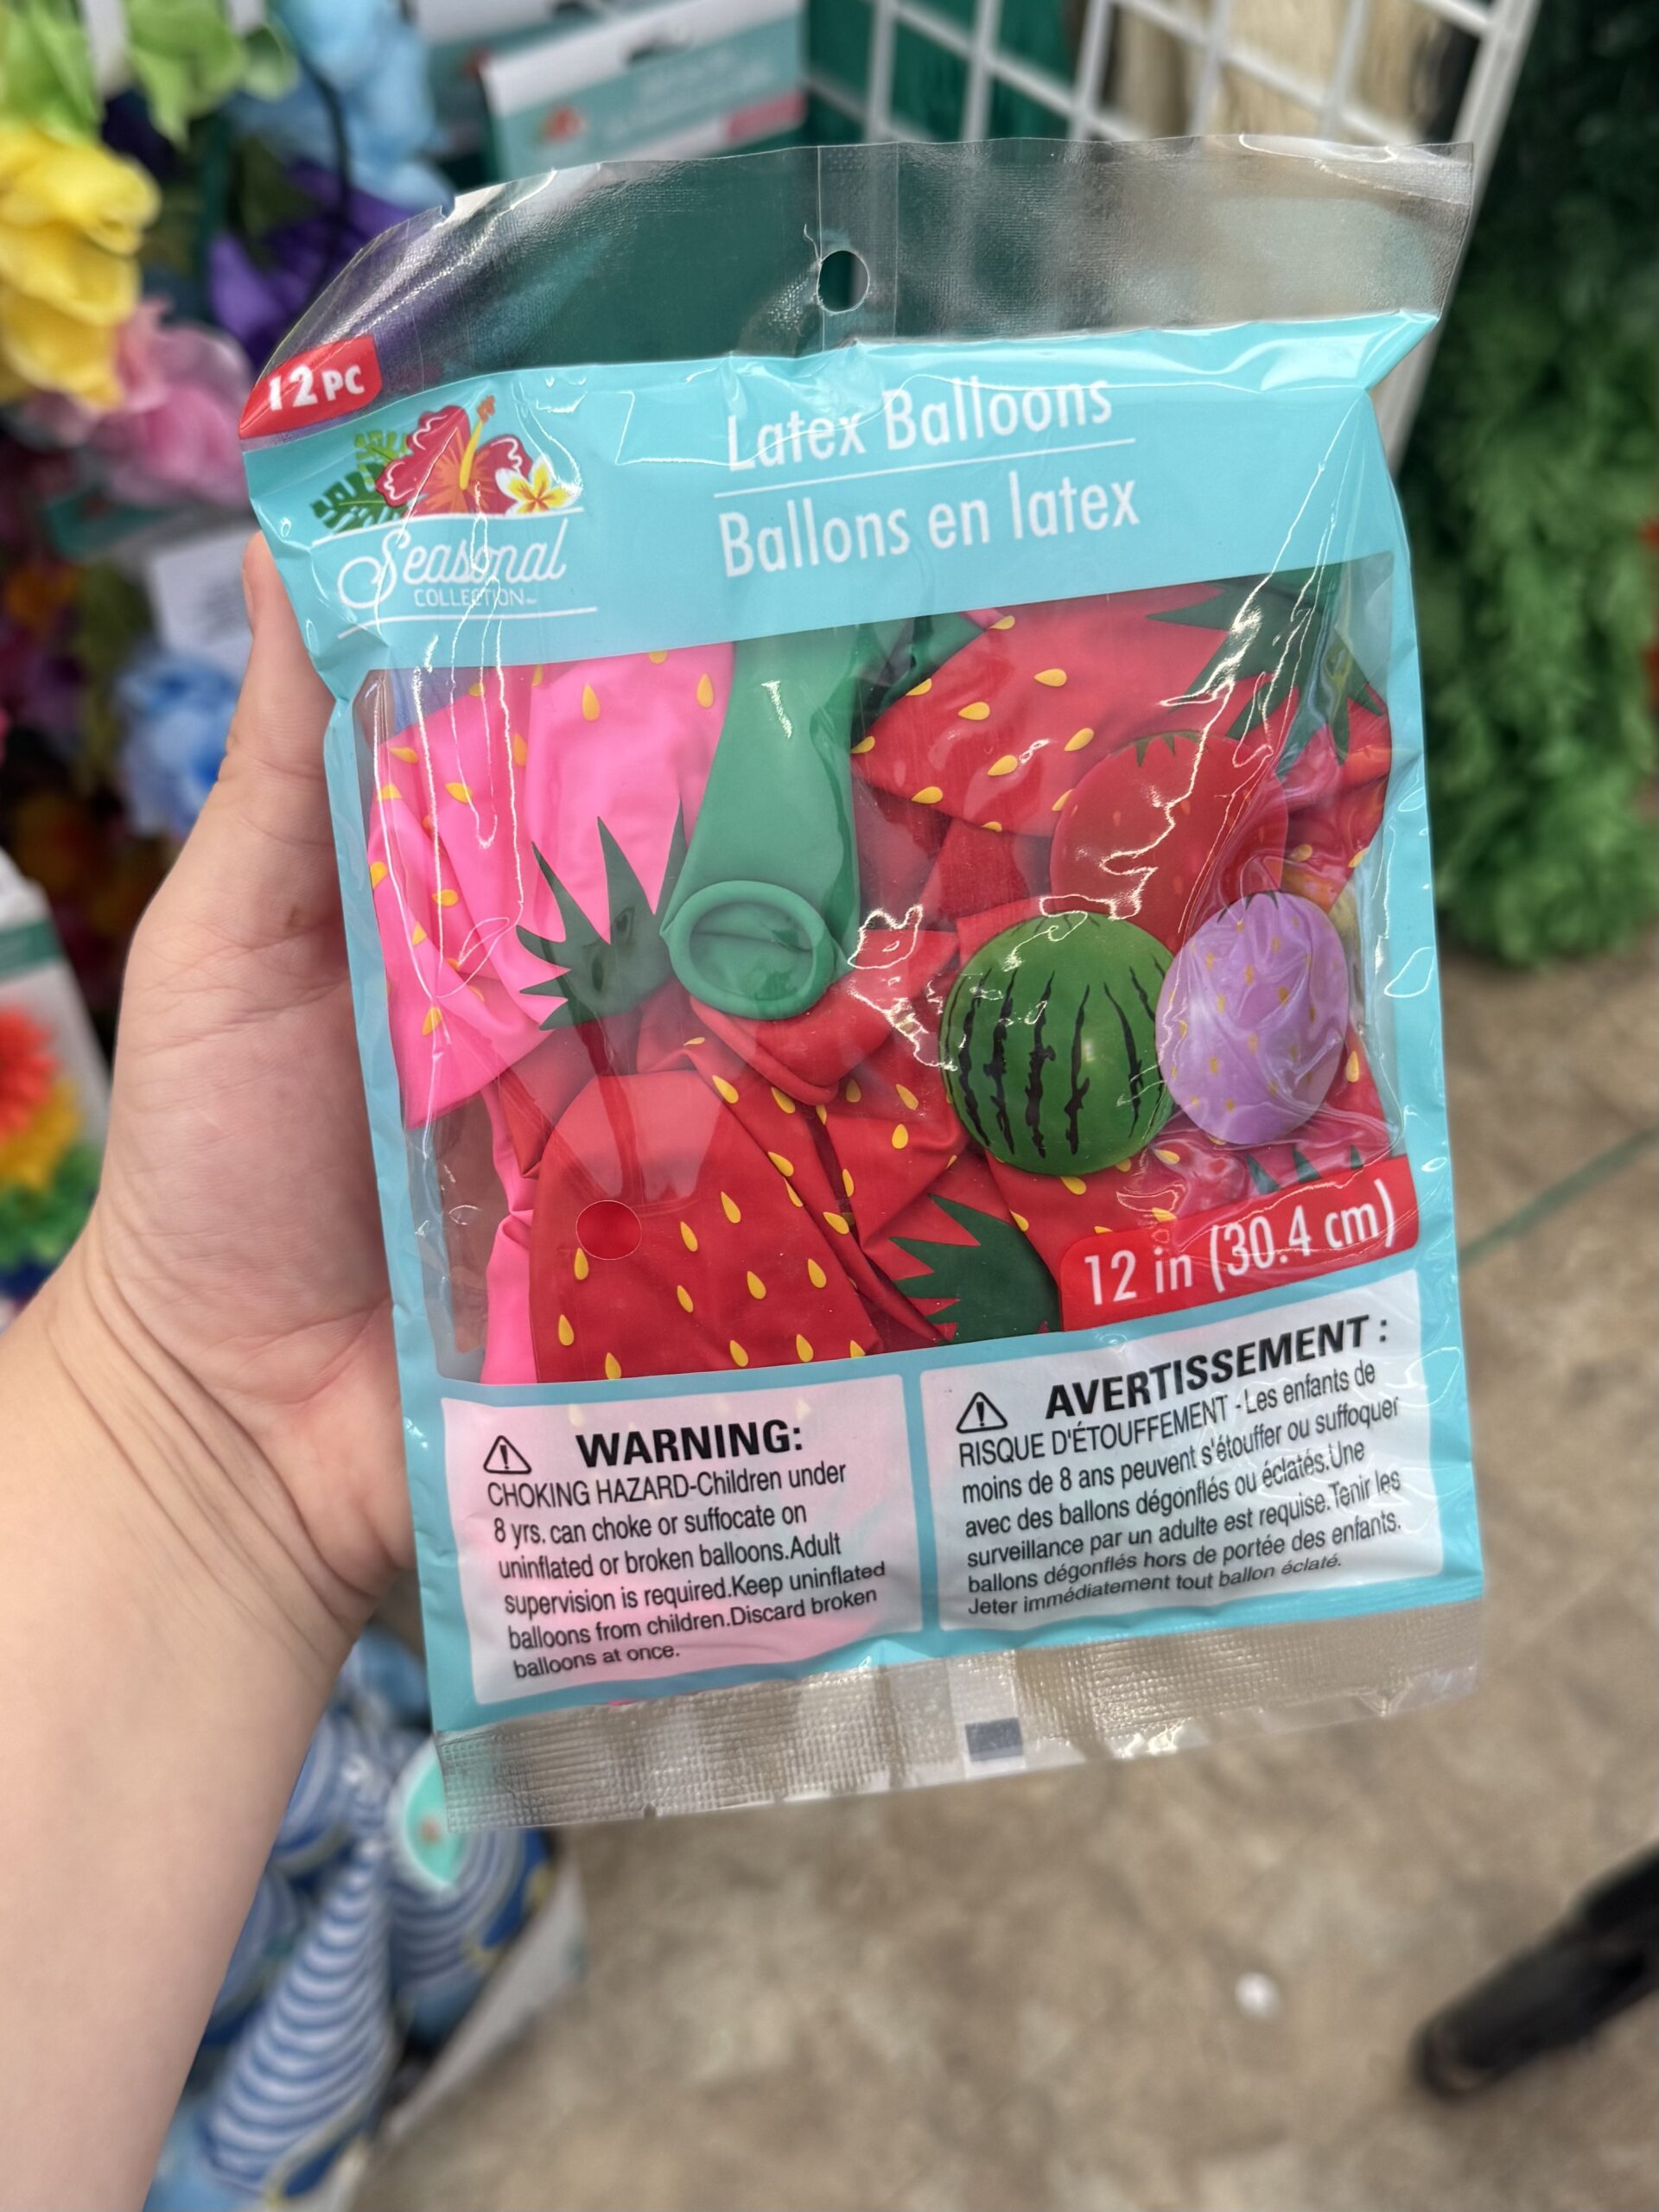 12 PC
Seasonal
COLLECTION™
Latex Balloons
Ballons en latex
12 in (30.4 cm)
WARNING:
CHOKING HAZARD-Children under
8 yrs. can choke or suffocate on
uninflated or broken balloons.Adult
supervision is required.Keep uninflated
balloons from children.Discard broken
balloons at once.
AVERTISSEMENT :
RISQUE D'ÉTOUFFEMENT -Les enfants de
moins de 8 ans peuvent s'étouffer ou suffoquer
avec des ballons dégonflés ou éclatés.Une
surveillance par un adulte est requise.Tenir les
ballons dégonflés hors de portée des enfants.
Jeter immédiatement tout ballon éclaté.